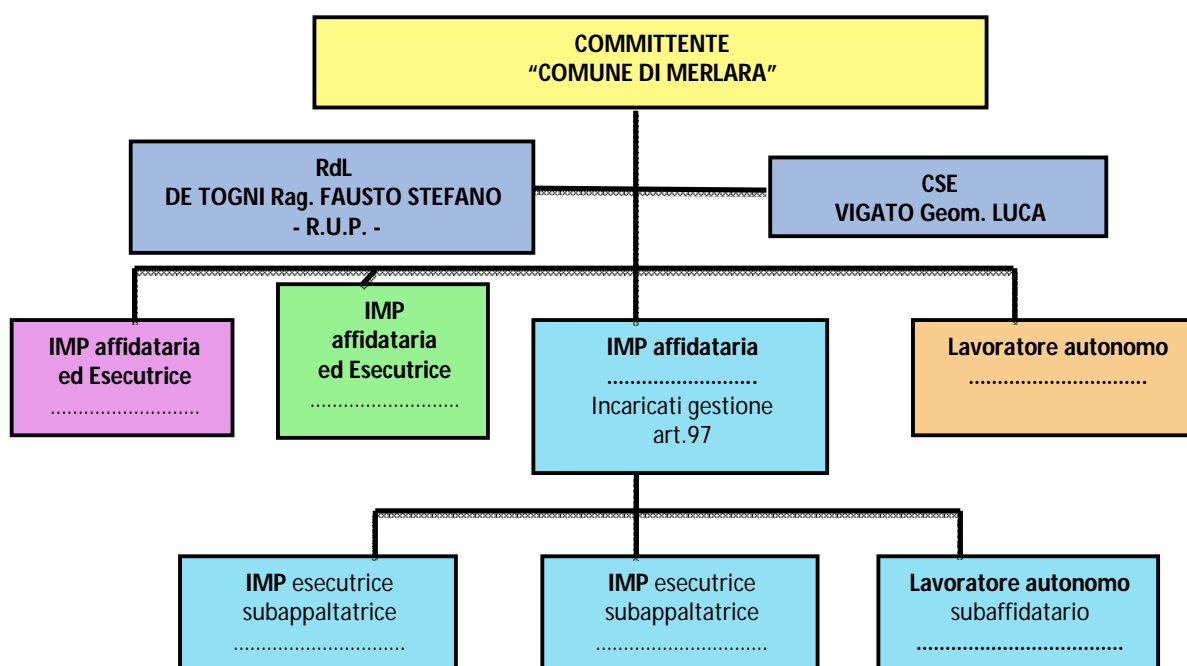 COMMITTENTE
“COMUNE DI MERLARA”
RdL
DE TOGNI Rag. FAUSTO STEFANO
- R.U.P. -
CSE
VIGATO Geom. LUCA
IMP affidataria
ed Esecutrice
...........................
IMP
affidataria
ed Esecutrice
...........................
IMP affidataria
...........................
Incaricati gestione
art.97
Lavoratore autonomo
................................
IMP esecutrice
subappaltatrice
...............................
IMP esecutrice
subappaltatrice
...............................
Lavoratore autonomo
subaffidatario
.....................................